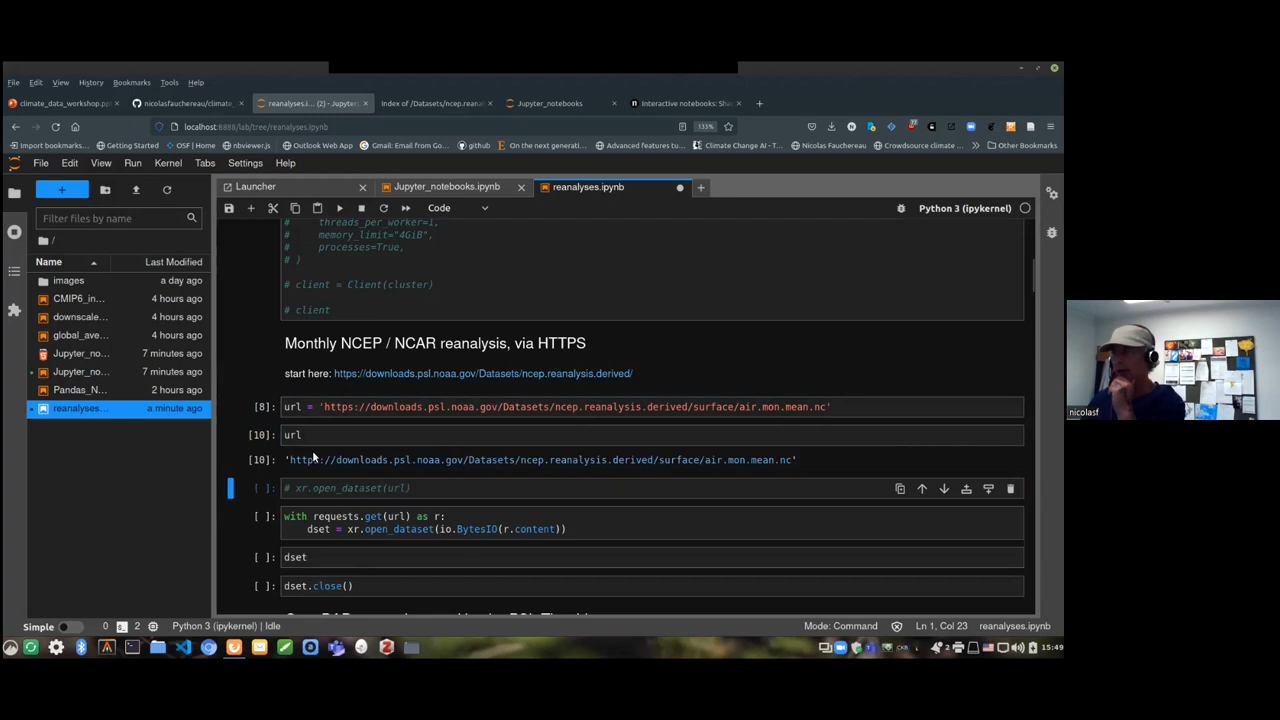 File Edit View History Bookmarks Tools Help
climate_data_workshop.pp
nicolasfauchereau/climate_
reanalyses.i... (2) - Jupyter
Index of /Datasets/ncep.reanal
Jupyter_notebooks
Interactive notebooks: Sha
localhost:8888/lab/tree/reanalyses.ipynb
133%
77
Import bookmarks...
Getting Started
OSF | Home
nbviewer.js
Outlook Web App
Gmail: Email from Go...
github
On the next generati...
Advanced features tu...
Climate Change AI - T...
Nicolas Fauchereau
Crowdsource climate ...
Other Bookmarks
File Edit View Run Kernel Tabs Settings Help
Launcher
Jupyter_notebooks.ipynb
reanalyses.ipynb
Code
Python 3 (ipykernel)
Filter files by name
/
Name
Last Modified
images
a day ago
CMIP6_in...
4 hours ago
downscale...
4 hours ago
global_ave...
4 hours ago
Jupyter_no...
7 minutes ago
Jupyter_no...
7 minutes ago
Pandas_N...
2 hours ago
reanalyses...
a minute ago
# threads_per_worker=1,
# memory_limit="4GiB",
# processes=True,
# )
# client = Client(cluster)
# client
Monthly NCEP / NCAR reanalysis, via HTTPS
start here: https://downloads.psl.noaa.gov/Datasets/ncep.reanalysis.derived/
[8]: url = 'https://downloads.psl.noaa.gov/Datasets/ncep.reanalysis.derived/surface/air.mon.mean.nc'
[10]: url
[10]: 'https://downloads.psl.noaa.gov/Datasets/ncep.reanalysis.derived/surface/air.mon.mean.nc'
[ ]: # xr.open_dataset(url)
[ ]: with requests.get(url) as r:
dset = xr.open_dataset(io.BytesIO(r.content))
[ ]: dset
[ ]: dset.close()
Simple
0
2
Python 3 (ipykernel) | Idle
Mode: Command
Ln 1, Col 23
reanalyses.ipynb
15:49
nicolasf